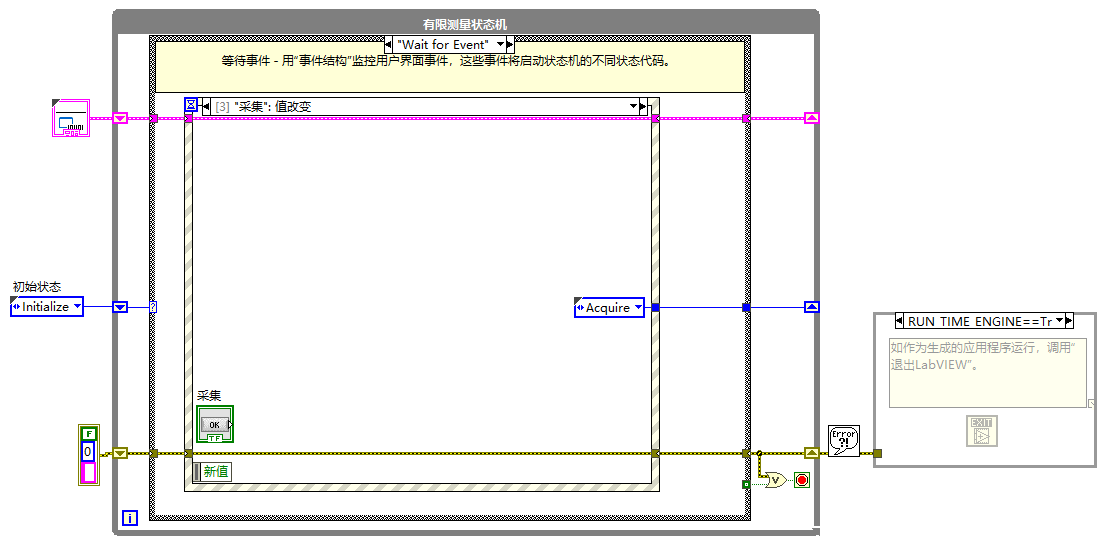 有限测量状态机
"Wait for Event"
等待事件 - 用“事件结构”监控用户界面事件，这些事件将启动状态机的不同状态代码。
[3] "采集": 值改变
初始状态
Initialize
Acquire
RUN_TIME_ENGINE==Tr
如作为生成的应用程序运行，调用“
退出LabVIEW”。
采集
OK
TF
EXIT
F
0
Error
?!
新值
V
i